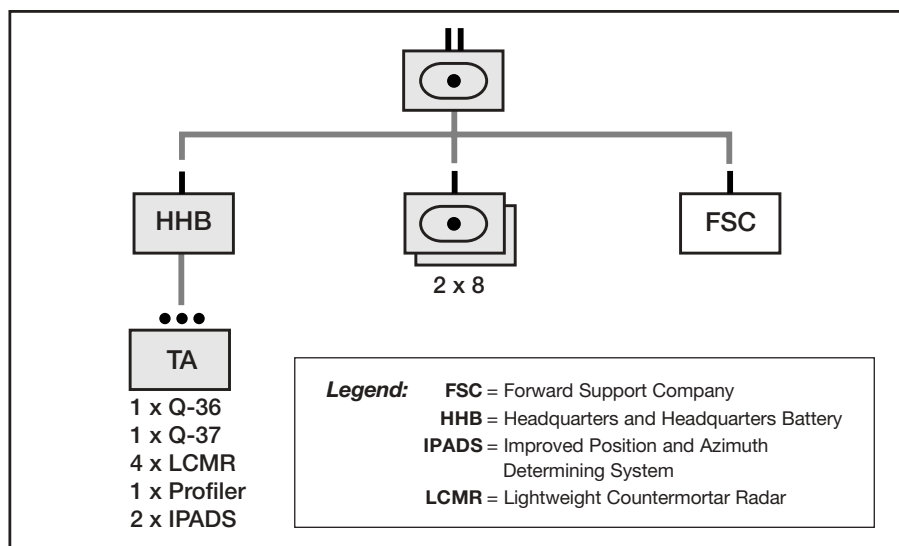 HHB
FSC
2 x 8
TA
1 x Q-36
1 x Q-37
4 x LCMR
1 x Profiler
2 x IPADS
Legend: FSC = Forward Support Company
HHB = Headquarters and Headquarters Battery
IPADS = Improved Position and Azimuth
Determining System
LCMR = Lightweight Countermortar Radar